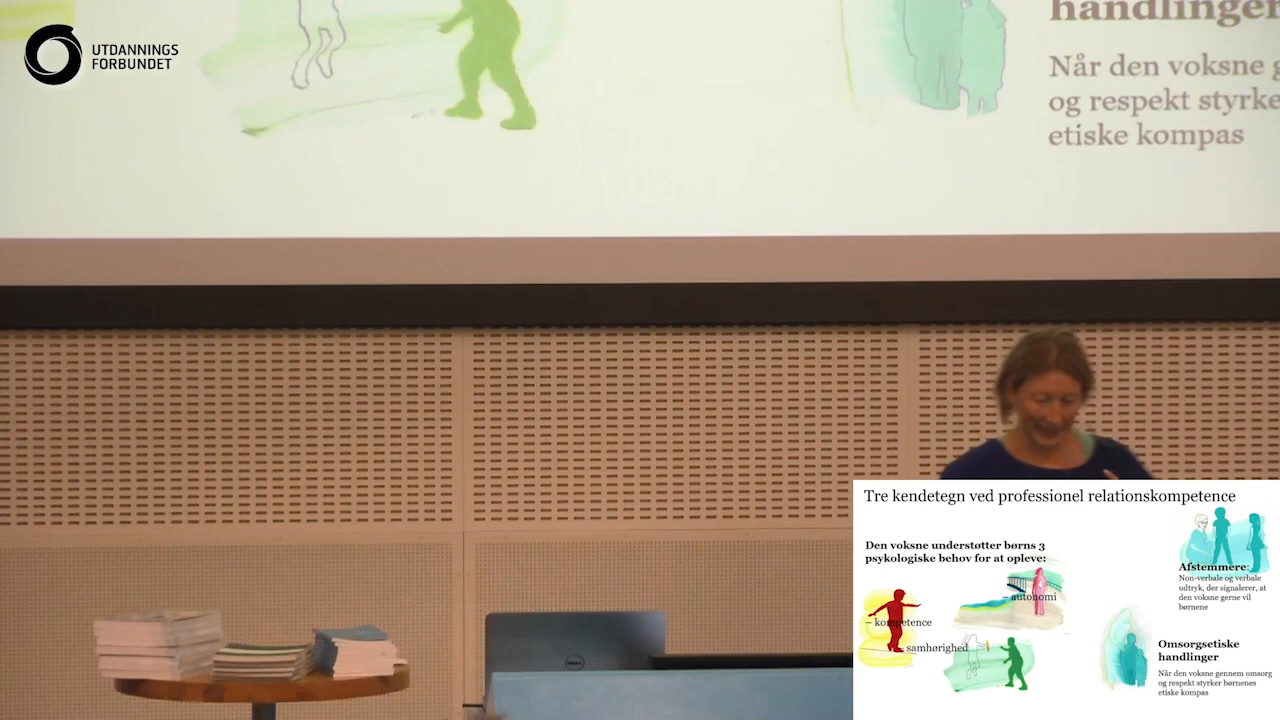 UTDANNINGS
FORBUNDET
handlinger
Når den voksne
og respekt styrke
etiske kompas
DELL
Tre kendetegn ved professionel relationskompetence
Den voksne understøtter børns 3
psykologiske behov for at opleve:
– autonomi
– kompetence
– samhørighed
Afstemmere:
Non-verbale og verbale
udtryk, der signalerer, at
den voksne gerne vil
børnene
Omsorgsetiske
handlinger
Når den voksne gennem omsorg
og respekt styrker børnenes
etiske kompas